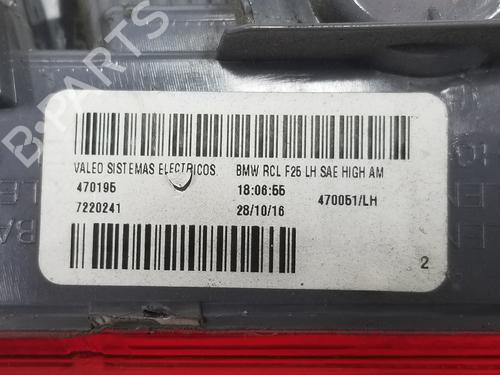 B-PARTS
VALEO SISTEMAS ELECTRICOS BMW RCL F25 LH SAE HIGH AM
470195 18:06:55 470051/LH
7220241 28/10/16
2